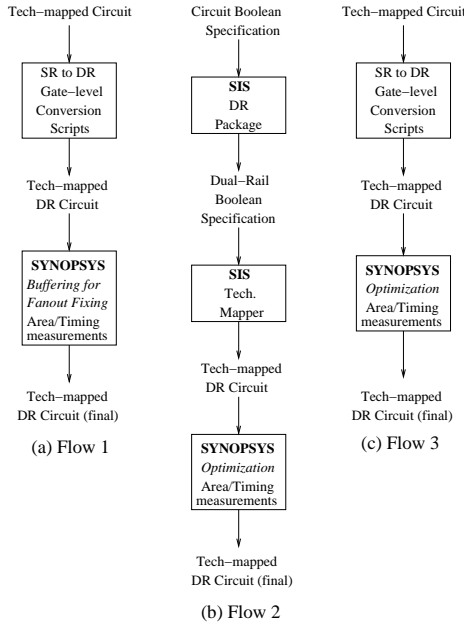 Tech−mapped Circuit
SR to DR
Gate−level
Conversion
Scripts
Tech−mapped
DR Circuit
SYNOPSYS
Buffering for
Fanout Fixing
Area/Timing
measurements
Tech−mapped
DR Circuit (final)
(a) Flow 1
Circuit Boolean
Specification
SIS
DR
Package
Dual−Rail
Boolean
Specification
SIS
Tech.
Mapper
Tech−mapped
DR Circuit
SYNOPSYS
Optimization
Area/Timing
measurements
Tech−mapped
DR Circuit (final)
(b) Flow 2
Tech−mapped Circuit
SR to DR
Gate−level
Conversion
Scripts
Tech−mapped
DR Circuit
SYNOPSYS
Optimization
Area/Timing
measurements
Tech−mapped
DR Circuit (final)
(c) Flow 3